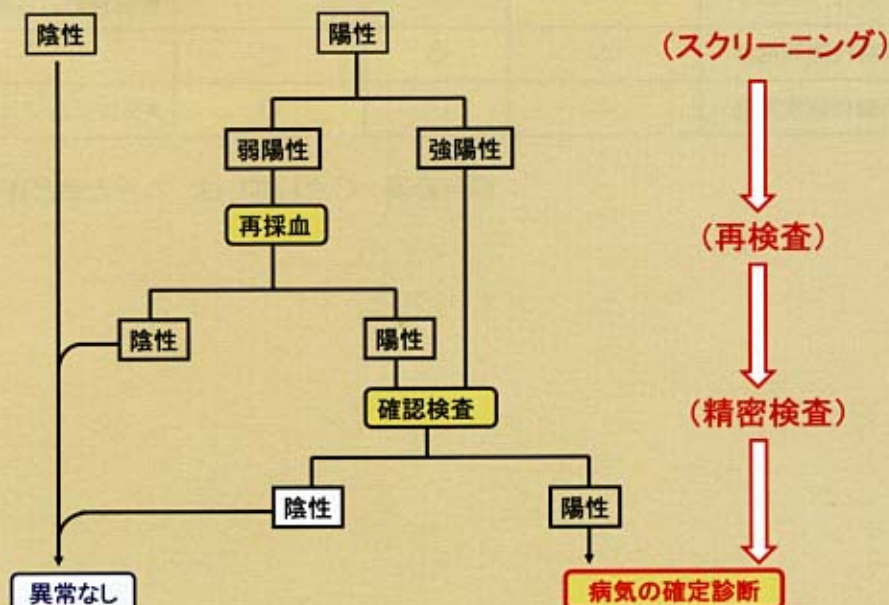 陰性
陽性
(スクリーニング)
弱陽性
強陽性
再採血
(再検査)
陰性
陽性
確認検査
(精密検査)
陰性
陽性
異常なし
病気の確定診断